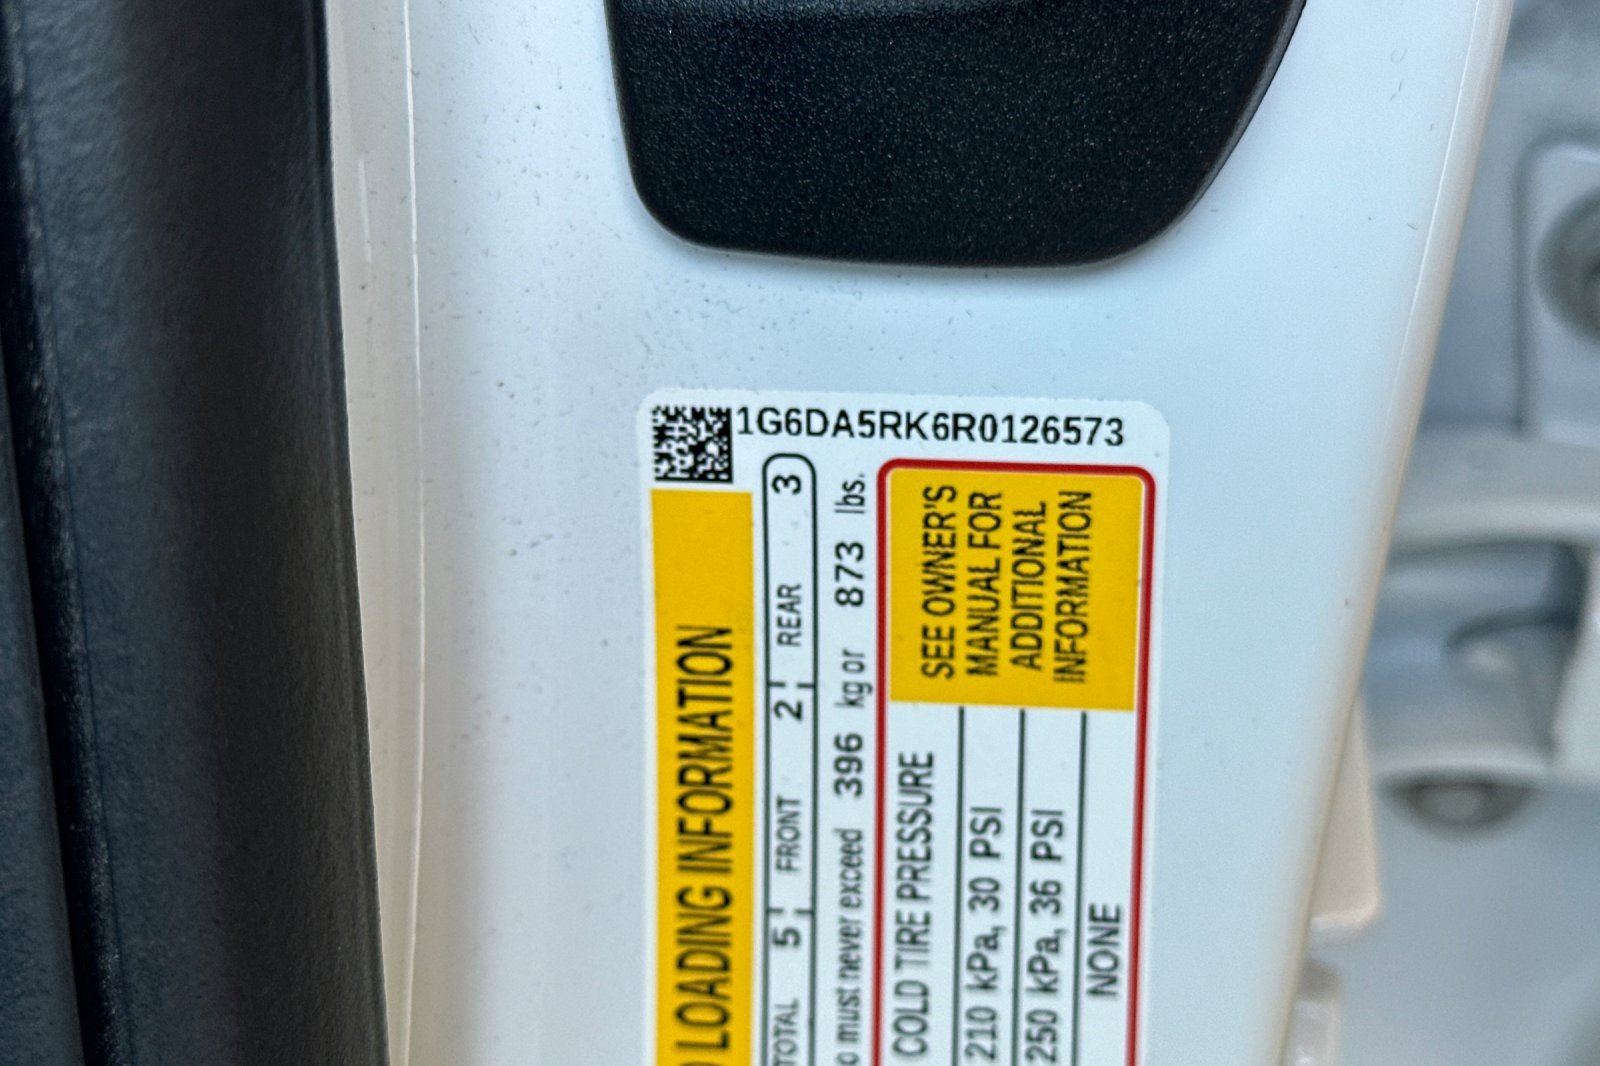 1G6DA5RK6R0126573
LOADING INFORMATION
TOTAL 5 FRONT 2 REAR 3
must never exceed 396 kg or 873 lbs.
COLD TIRE PRESSURE
210 kPa, 30 PSI
250 kPa, 36 PSI
NONE
SEE OWNER'S
MANUAL FOR
ADDITIONAL
INFORMATION